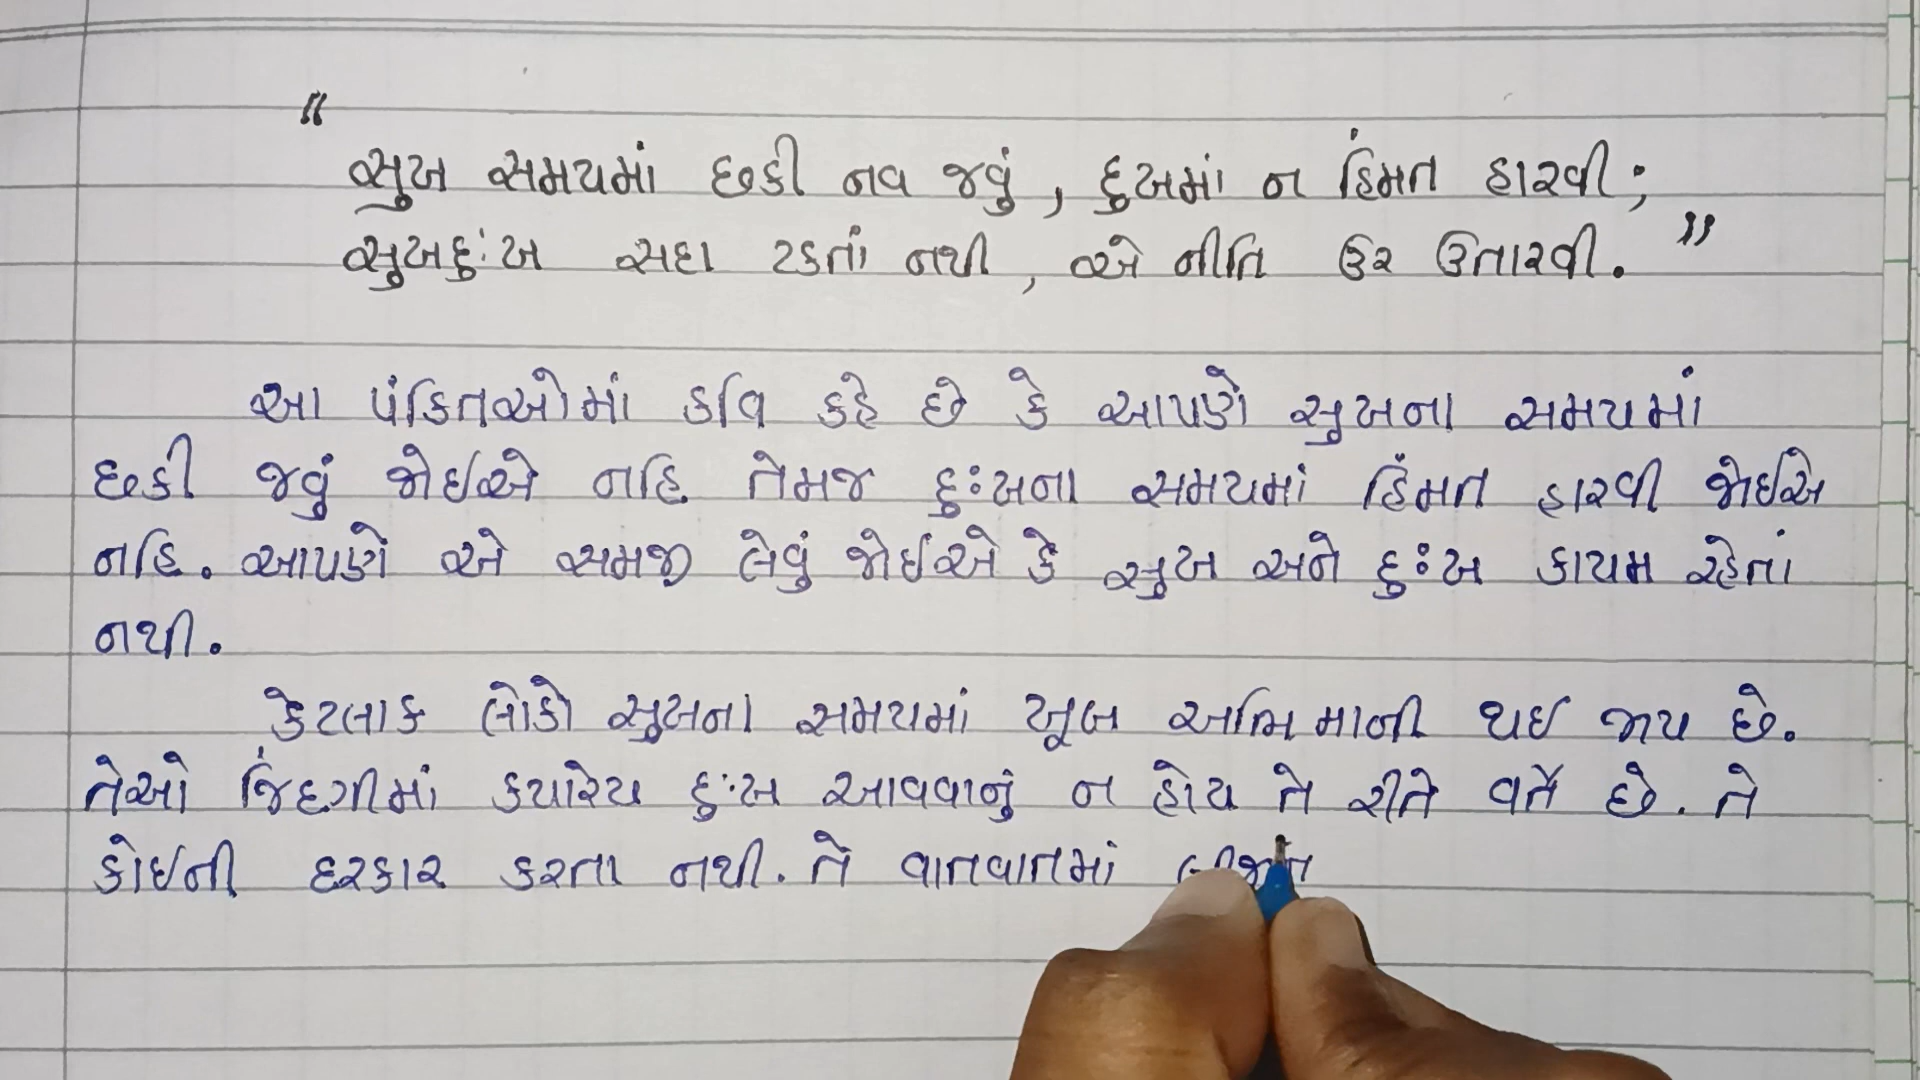 “
સુખ સમયમાં છકી નવ જવું, દુખમાં ન હિંમત હારવી;
સુખદુઃખ સદા ટકતાં નથી, એ નીતિ ઉર ઉતારવી. ”
આ પંકિતઓમાં કવિ કહે છે કે આપણે સુખના સમયમાં
છકી જવું જોઈએ નહિ તેમજ દુઃખના સમયમાં હિંમત હારવી જોઈએ
નહિ. આપણે એ સમજી લેવું જોઈએ કે સુખ અને દુઃખ કાયમ રહેતાં
નથી.
કેટલાક લોકો સુખના સમયમાં ખૂબ અભિમાની થઈ જાય છે.
તેઓ જિંદગીમાં કયારેય દુઃખ આવવાનું ન હોય તે રીતે વર્તે છે. તે
કોઈની દરકાર કરતા નથી. તે વાતવાતમાં